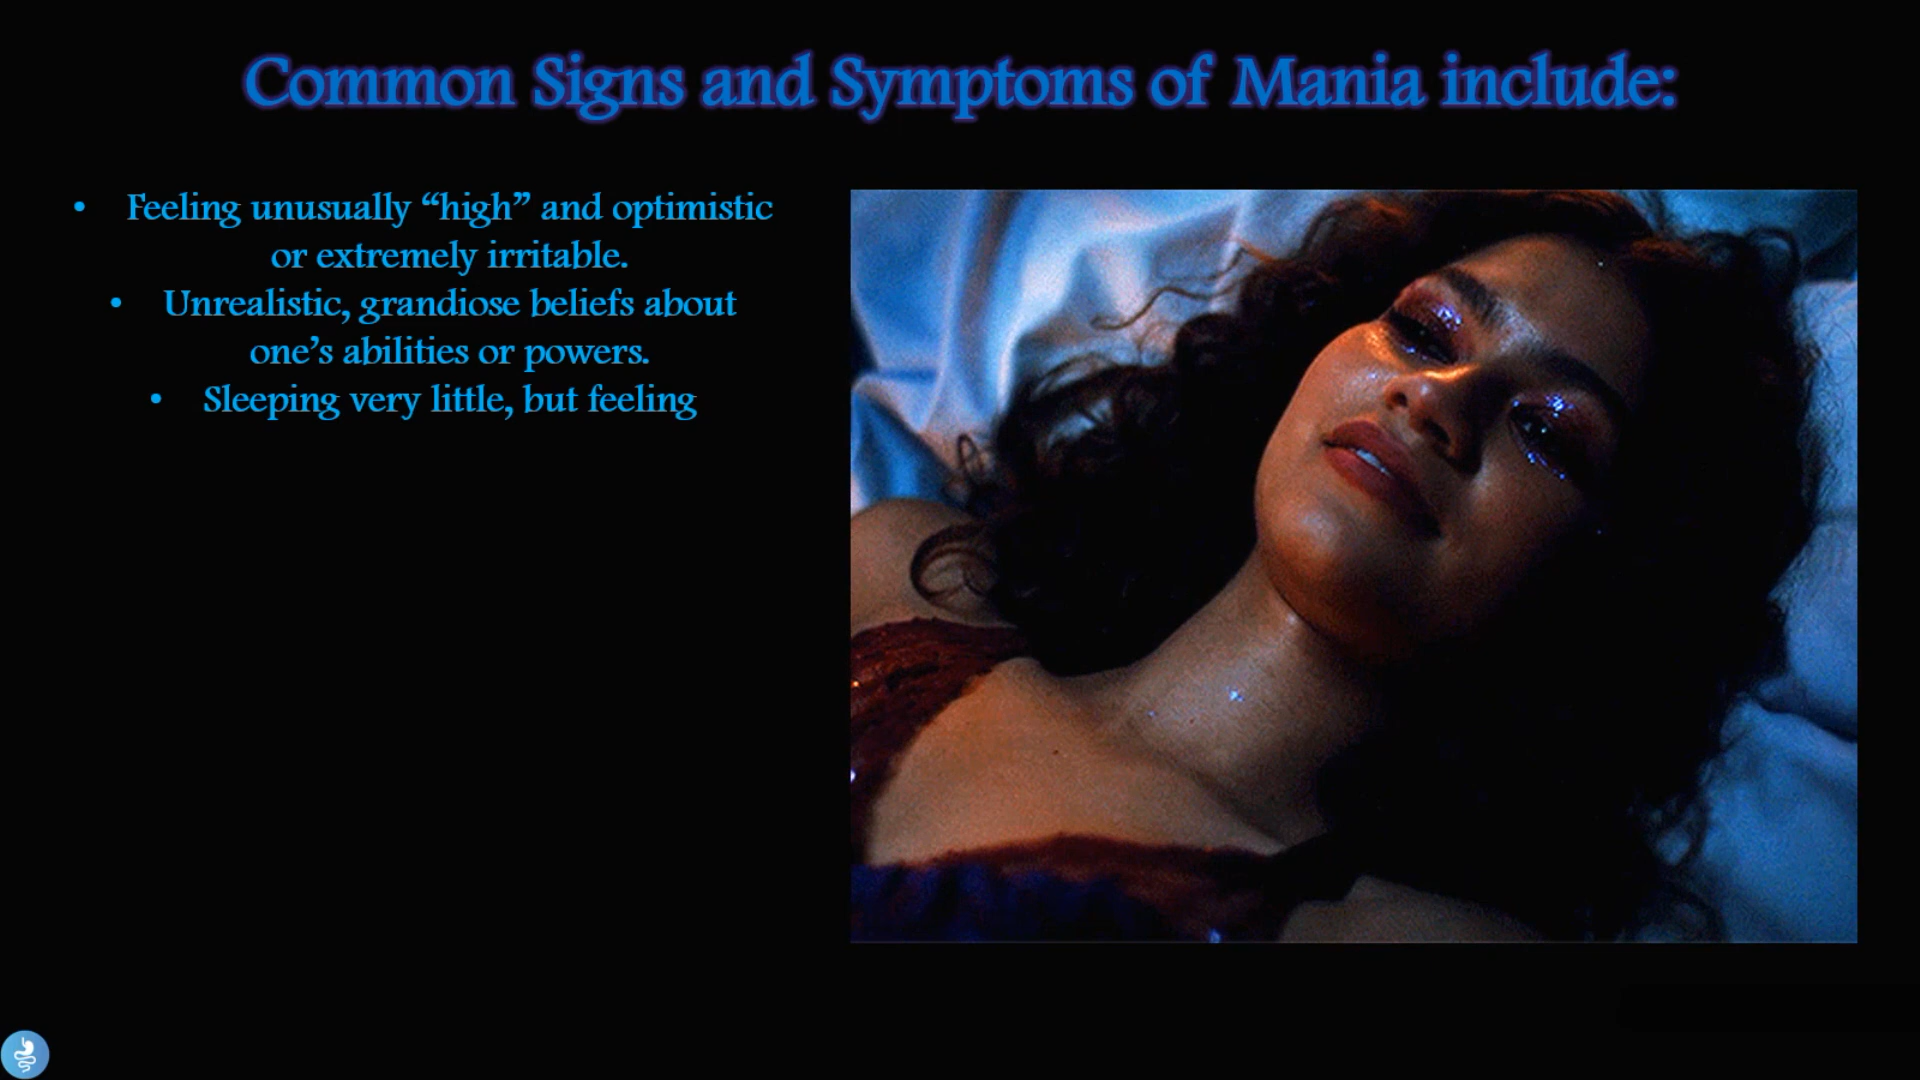 Common Signs and Symptoms of Mania include:
• Feeling unusually “high” and optimistic
or extremely irritable.
• Unrealistic, grandiose beliefs about
one’s abilities or powers.
• Sleeping very little, but feeling